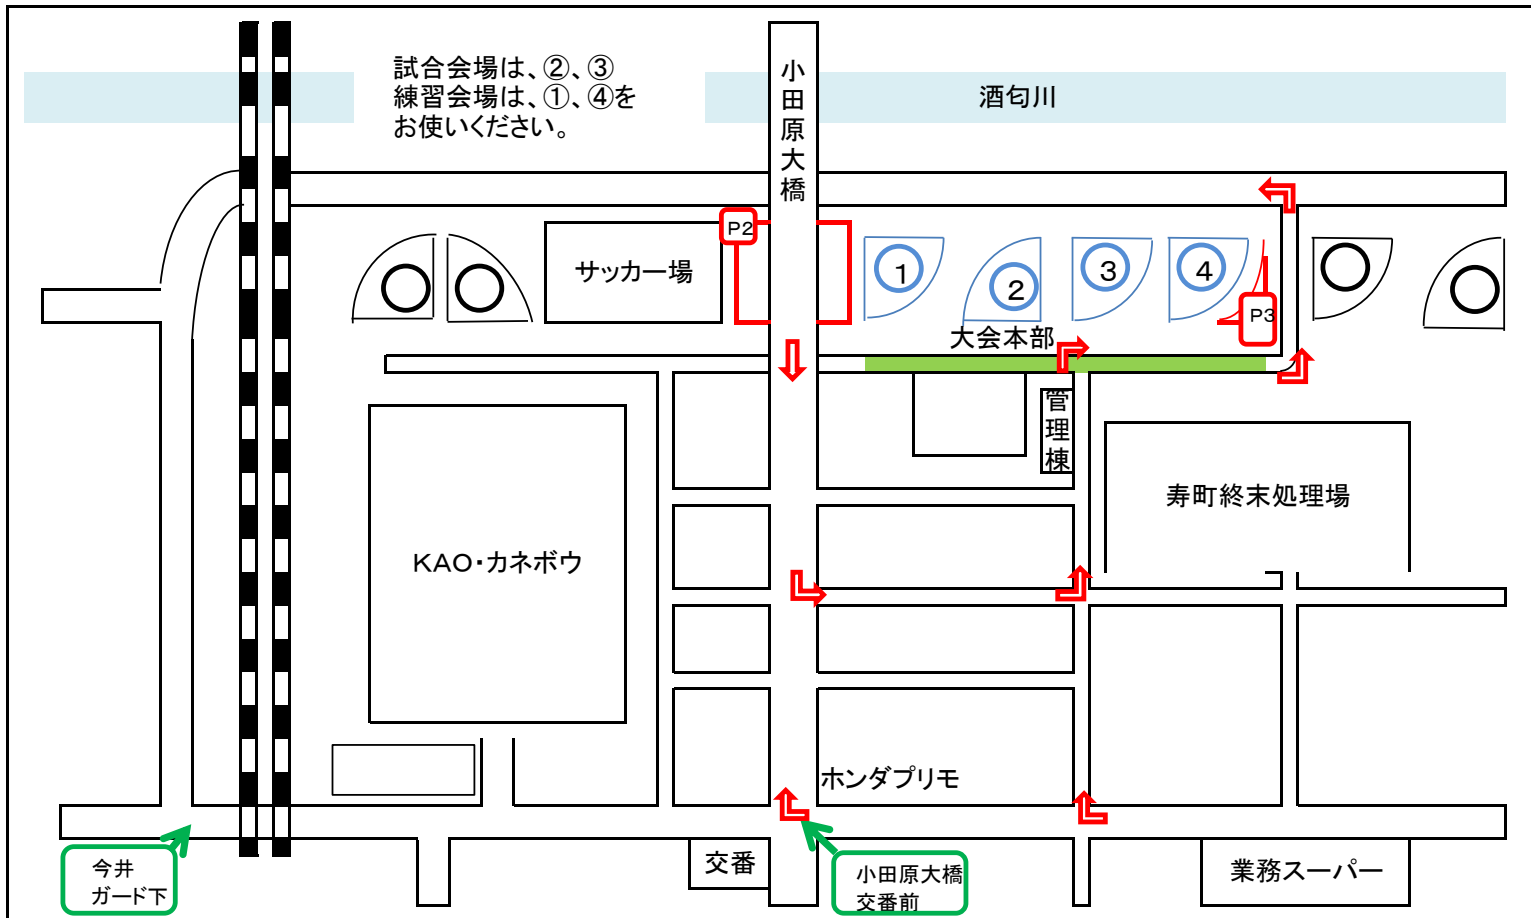 試合会場は、②、③
練習会場は、①、④を
お使いください。
小田原大橋
酒匂川
P2
サッカー場
1
2
3
4
P3
大会本部
管理棟
寿町終末処理場
KAO・カネボウ
ホンダプリモ
今井
ガード下
交番
小田原大橋
交番前
業務スーパー